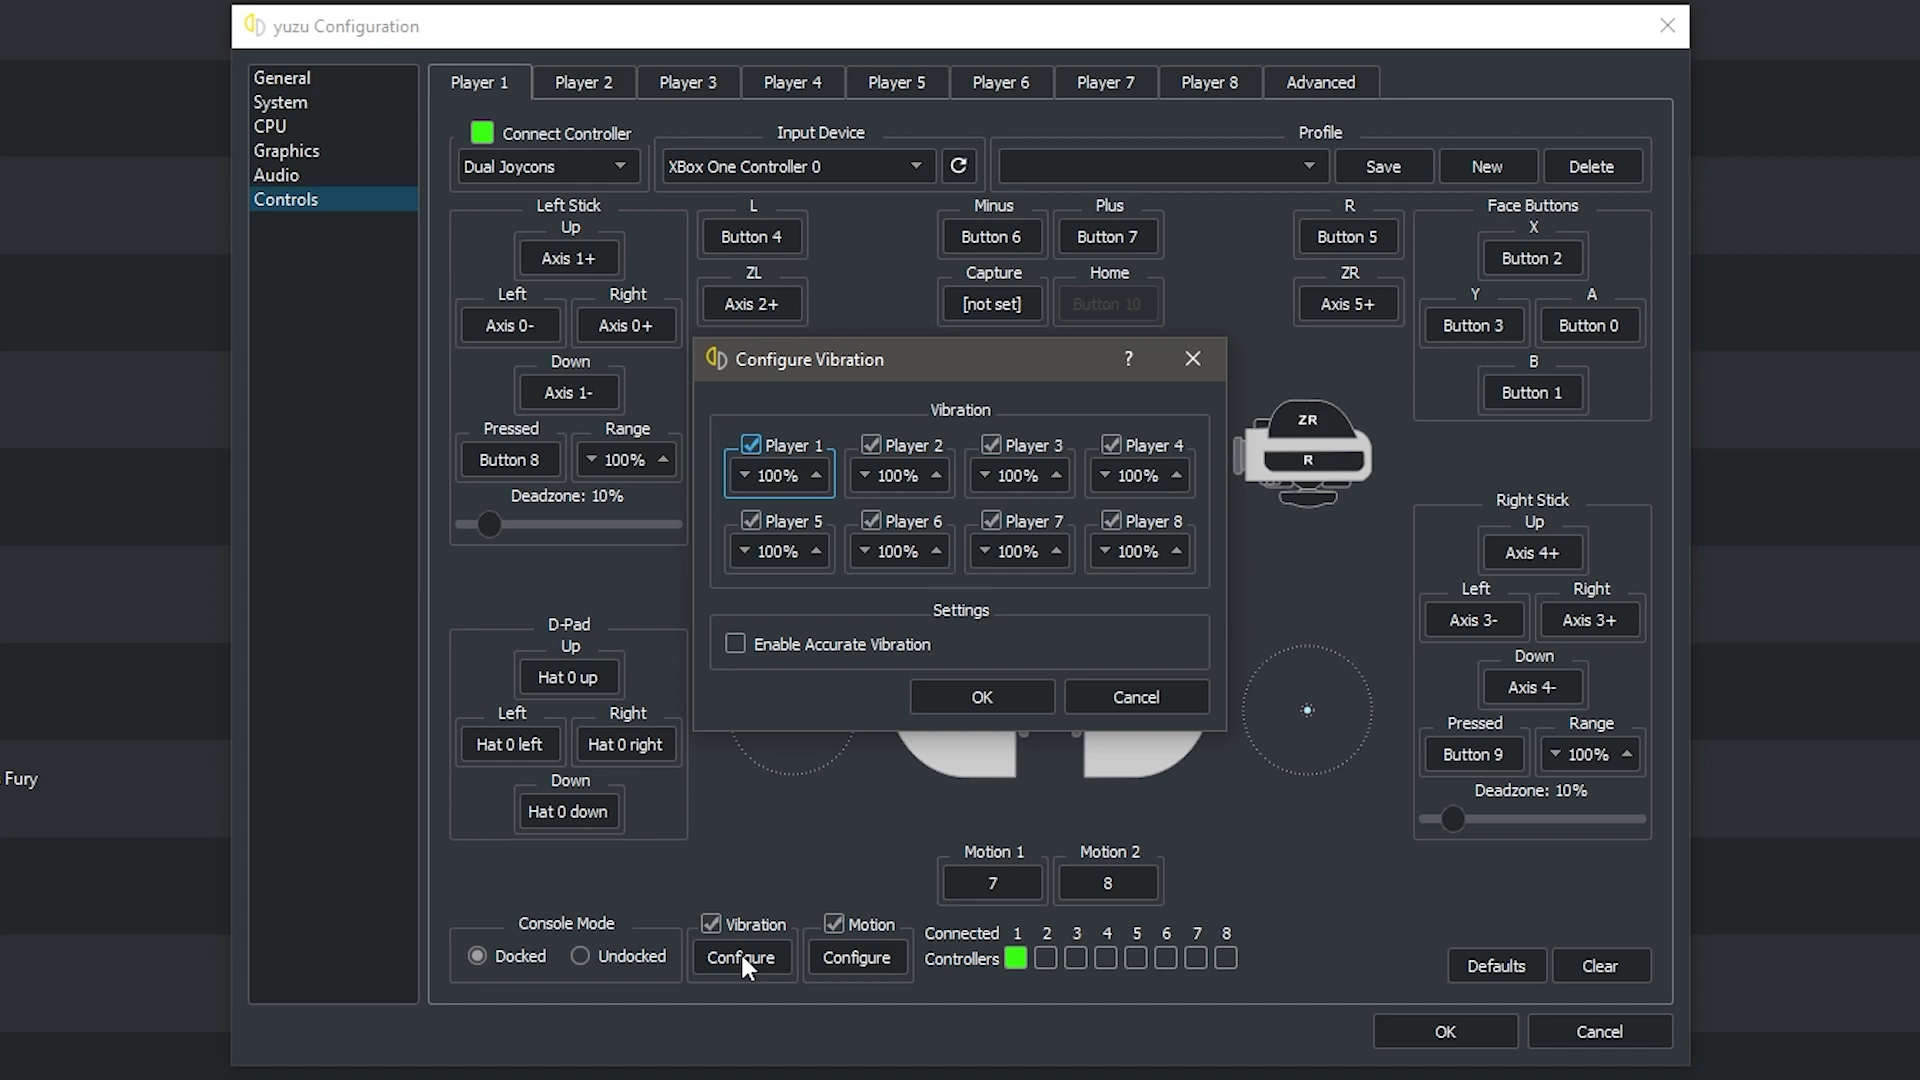 yuzu Configuration
General
System
CPU
Graphics
Audio
Controls
Player 1 Player 2 Player 3 Player 4 Player 5 Player 6 Player 7 Player 8 Advanced
Connect Controller Input Device Profile
Dual Joycons XBox One Controller 0 Save New Delete
Left Stick L Minus Plus R Face Buttons
Up X
Button 4 Button 6 Button 7 Button 5
Axis 1+ Button 2
ZL Capture Home ZR
Left Right Y A
Axis 2+ [not set] Button 10 Axis 5+
Axis 0- Axis 0+ Button 3 Button 0
Down B
Axis 1- Button 1
Configure Vibration ?
Vibration
ZR
Pressed Range
Player 1 Player 2 Player 3 Player 4
Button 8 100% R
100% 100% 100% 100%
Deadzone: 10% Right Stick
Player 5 Player 6 Player 7 Player 8 Up
100% 100% 100% 100% Axis 4+
Left Right
Settings
D-Pad Axis 3- Axis 3+
Up Enable Accurate Vibration
Down
Hat 0 up Axis 4-
OK Cancel
Left Right Pressed Range
Hat 0 left Hat 0 right Button 9 100%
Fury
Down Deadzone: 10%
Hat 0 down
Motion 1 Motion 2
7 8
Console Mode Vibration Motion
Connected 1 2 3 4 5 6 7 8
Docked Undocked Configure Configure Controllers
Defaults Clear
OK Cancel